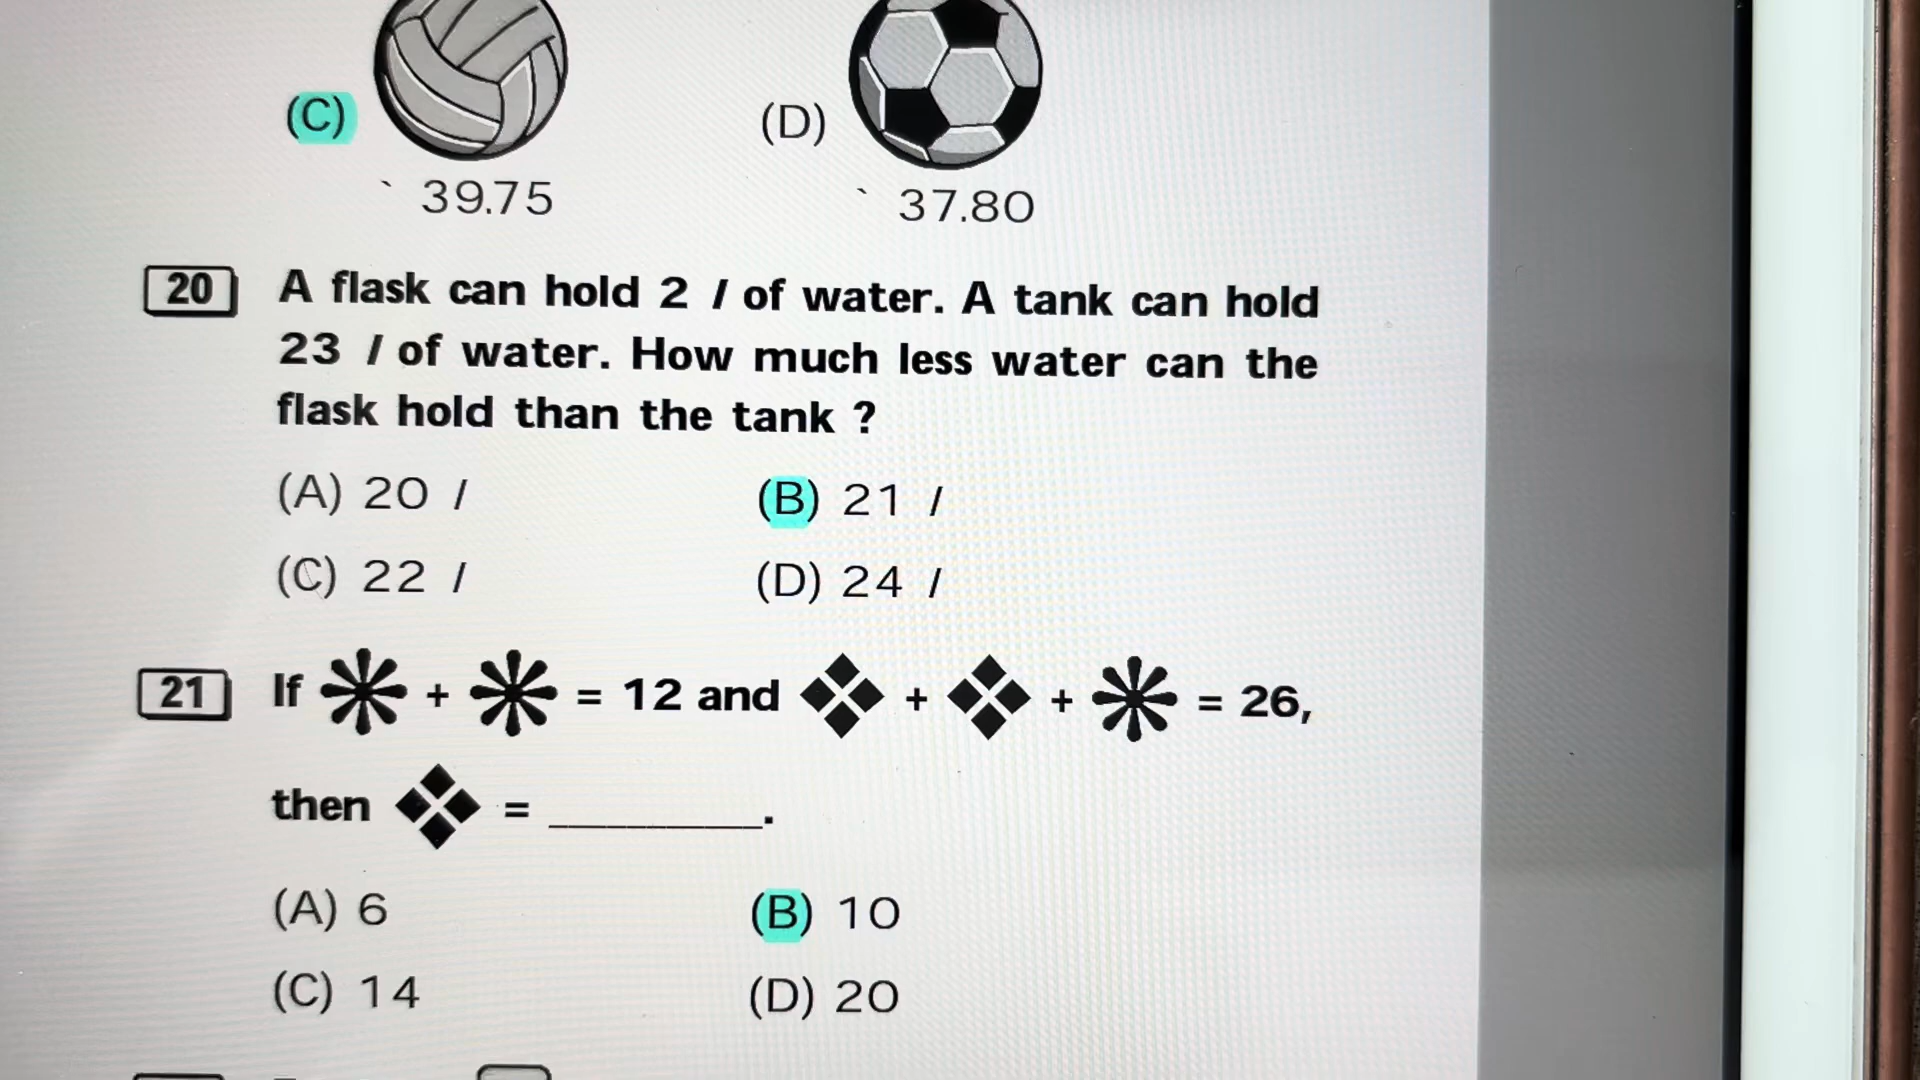 (C) (D)
` 39.75 ` 37.80
20 A flask can hold 2 l of water. A tank can hold
23 l of water. How much less water can the
flask hold than the tank ?
(A) 20 l (B) 21 l
(C) 22 l (D) 24 l
21 If + = 12 and + + = 26,
then = __________.
(A) 6 (B) 10
(C) 14 (D) 20